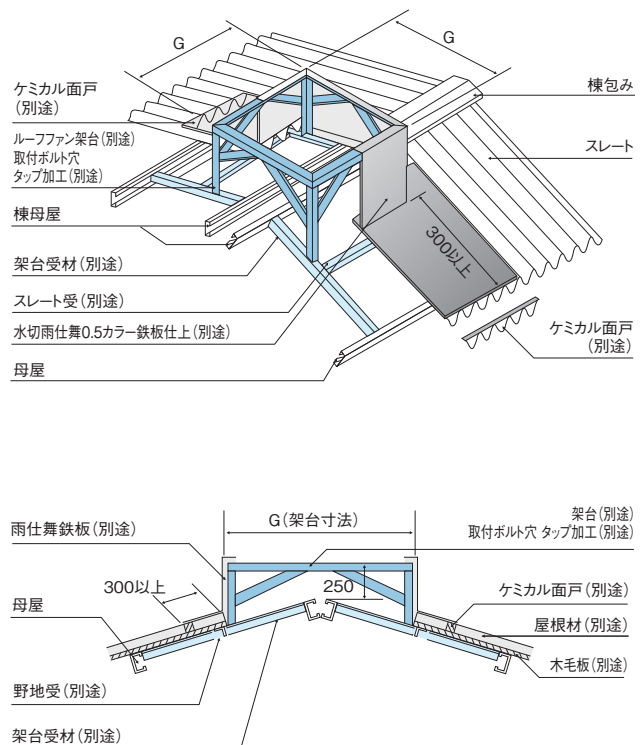 G
G
ケミカル面戸
(別途)
ルーフファン架台(別途)
取付ボルト穴
タップ加工(別途)
棟母屋
架台受材(別途)
スレート受(別途)
水切雨仕舞0.5カラー鉄板仕上(別途)
母屋
棟包み
スレート
300以上
ケミカル面戸
(別途)
雨仕舞鉄板(別途)
G(架台寸法)
架台(別途)
取付ボルト穴 タップ加工(別途)
300以上
250
ケミカル面戸(別途)
母屋
屋根材(別途)
木毛板(別途)
野地受(別途)
架台受材(別途)